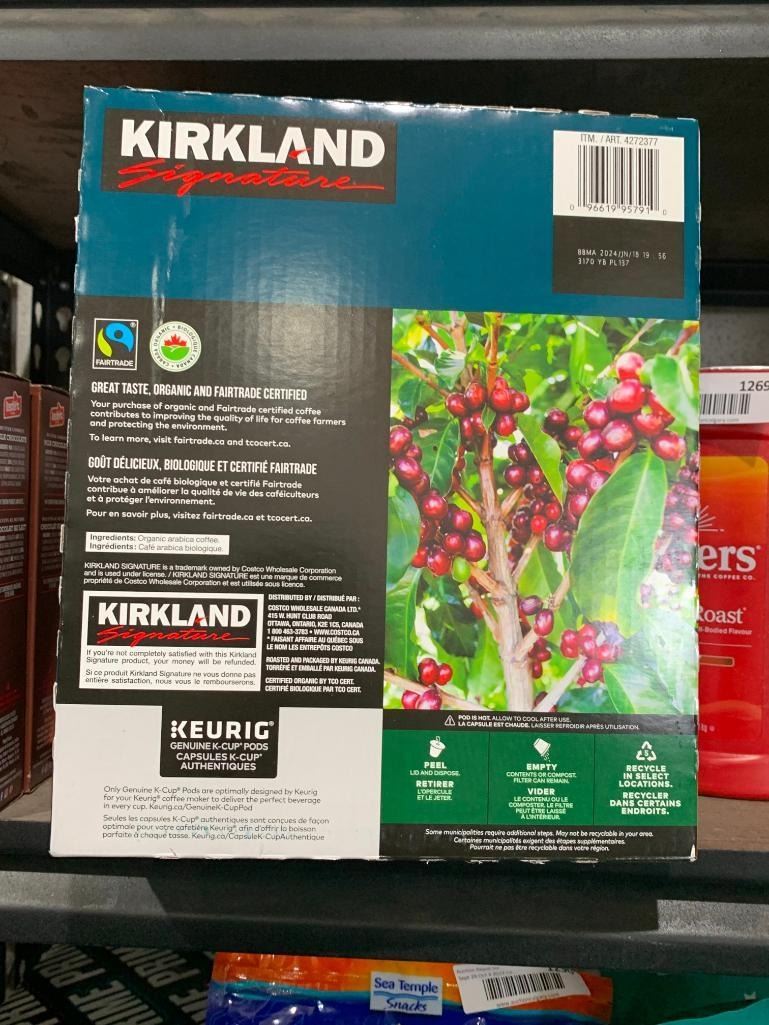 KIRKLAND
Signature
ITM. / ART. 4272377
0 96619 95791 0
BBMA 2024/JN/18 19 : 56
3170 YB PL137
FAIRTRADE
CANADA ORGANIC • BIOLOGIQUE CANADA •
GREAT TASTE, ORGANIC AND FAIRTRADE CERTIFIED
Your purchase of organic and Fairtrade certified coffee
contributes to improving the quality of life for coffee farmers
and protecting the environment.
To learn more, visit fairtrade.ca and tcocert.ca.
GOÛT DÉLICIEUX, BIOLOGIQUE ET CERTIFIÉ FAIRTRADE
Votre achat de café biologique et certifié Fairtrade
contribue à améliorer la qualité de vie des caféiculteurs
et à protéger l'environnement.
Pour en savoir plus, visitez fairtrade.ca et tcocert.ca.
Ingredients: Organic arabica coffee.
Ingrédients: Café arabica biologique.
KIRKLAND SIGNATURE is a trademark owned by Costco Wholesale Corporation
and is used under license. / KIRKLAND SIGNATURE est une marque de commerce
propriété de Costco Wholesale Corporation et est utilisée sous licence.
KIRKLAND
Signature
If you're not completely satisfied with this Kirkland
Signature product, your money will be refunded.
Si ce produit Kirkland Signature ne vous donne pas
entière satisfaction, nous vous le rembourserons.
DISTRIBUTED BY / DISTRIBUÉ PAR :
COSTCO WHOLESALE CANADA LTD.*
415 W. HUNT CLUB ROAD
OTTAWA, ONTARIO, K2E 1C5, CANADA
1 800 463-3783 • WWW.COSTCO.CA
* FAISANT AFFAIRE AU QUÉBEC SOUS
LE NOM LES ENTREPÔTS COSTCO
ROASTED AND PACKAGED BY KEURIG CANADA.
TORRÉFIÉ ET EMBALLÉ PAR KEURIG CANADA.
CERTIFIED ORGANIC BY TCO CERT.
CERTIFIÉ BIOLOGIQUE PAR TCO CERT.
KEURIG®
GENUINE K-CUP® PODS
CAPSULES K-CUP®
AUTHENTIQUES
Only Genuine K-Cup® Pods are optimally designed by Keurig
for your Keurig® coffee maker to deliver the perfect beverage
in every cup. Keurig.ca/GenuineK-CupPod
Seules les capsules K-Cup® authentiques sont conçues de façon
optimale pour votre cafetière Keurig® afin d'offrir la boisson
parfaite à chaque tasse. Keurig.ca/CapsuleK-CupAuthentique
POD IS HOT. ALLOW TO COOL AFTER USE.
LA CAPSULE EST CHAUDE. LAISSER REFROIDIR APRÈS UTILISATION.
PEEL
LID AND DISPOSE.
RETIRER
L'OPERCULE
ET LE JETER.
EMPTY
CONTENTS OR COMPOST.
FILTER CAN REMAIN.
VIDER
LE CONTENU OU LE
COMPOSTER. LE FILTRE
PEUT ÊTRE LAISSÉ
À L'INTÉRIEUR.
5
RECYCLE
IN SELECT
LOCATIONS.
RECYCLER
DANS CERTAINS
ENDROITS.
Some municipalities require additional steps. May not be recyclable in your area.
Certaines municipalités exigent des étapes supplémentaires.
Pourrait ne pas être recyclable dans votre région.
1269
ers®
THE COFFEE CO.
Roast*
-Bodied Flavour
Sea Temple
Snacks